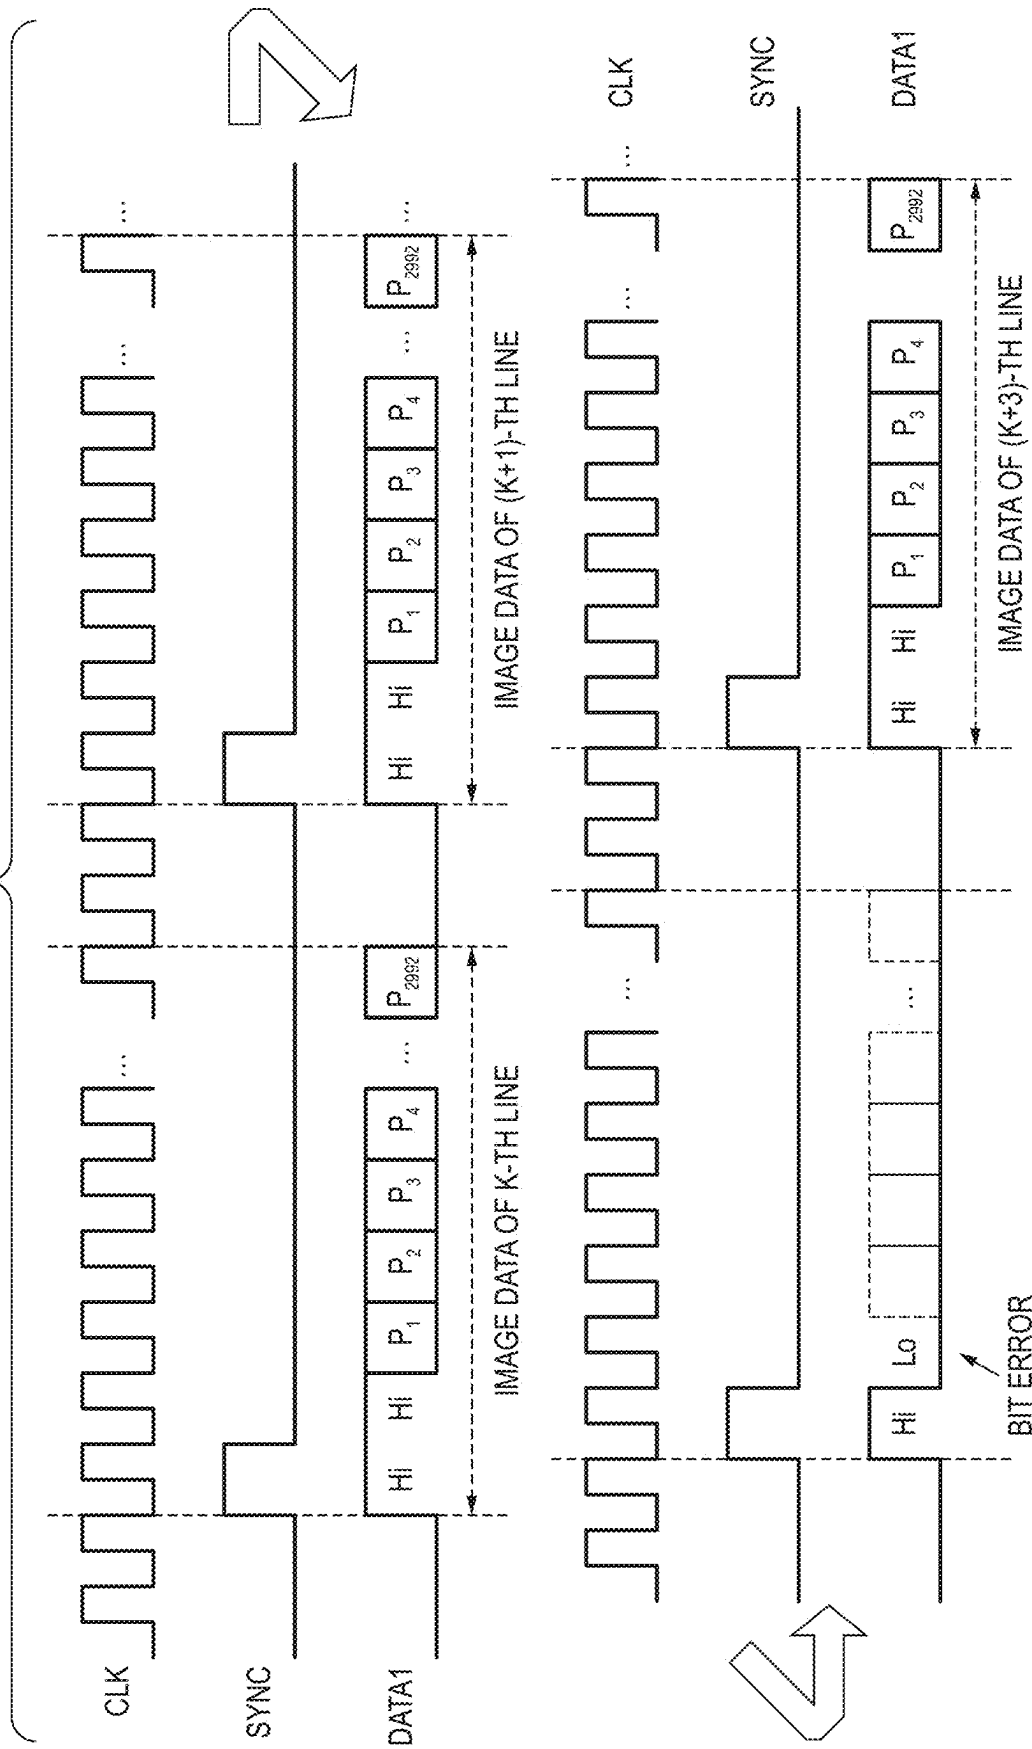 CLK
...
...
SYNC
DATA1
Hi Hi P1 P2 P3 P4 ... P2992
Hi Hi P1 P2 P3 P4 ... P2992 ...
IMAGE DATA OF K-TH LINE
IMAGE DATA OF (K+1)-TH LINE
...
...
CLK
SYNC
Hi Lo ...
Hi Hi P1 P2 P3 P4 P2992
DATA1
BIT ERROR
IMAGE DATA OF (K+3)-TH LINE